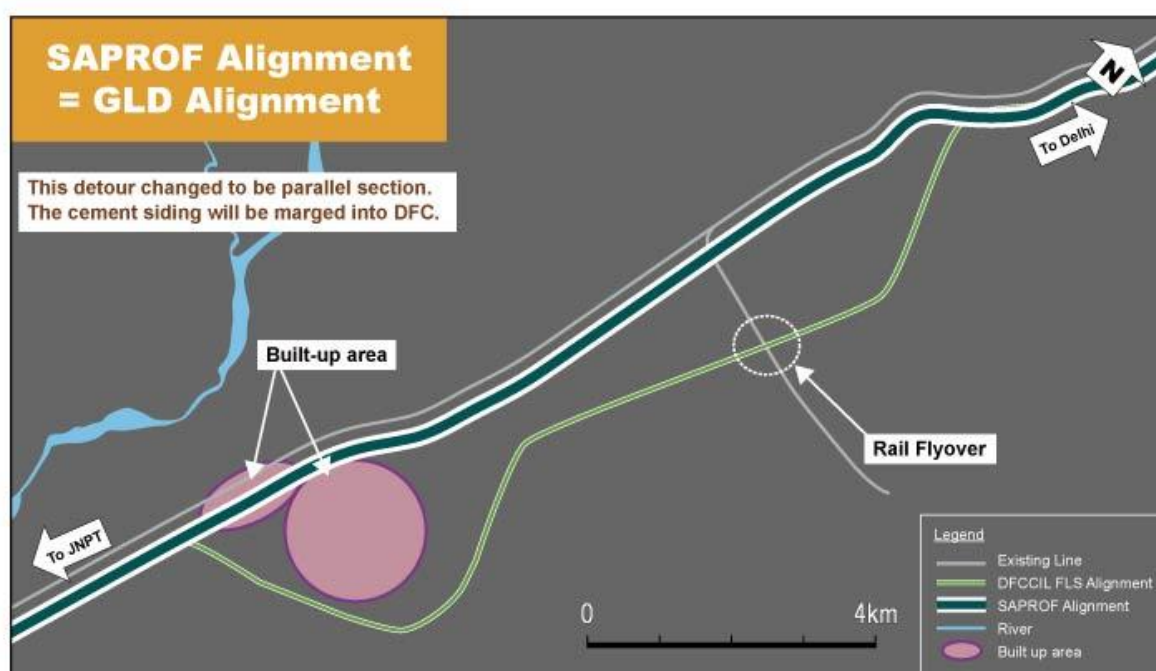 SAPROF Alignment
= GLD Alignment
This detour changed to be parallel section.
The cement siding will be marged into DFC.
N
To Delhi
Built-up area
Rail Flyover
To JNPT
0 4km
Legend
Existing Line
DFCCIL FLS Alignment
SAPROF Alignment
River
Built up area